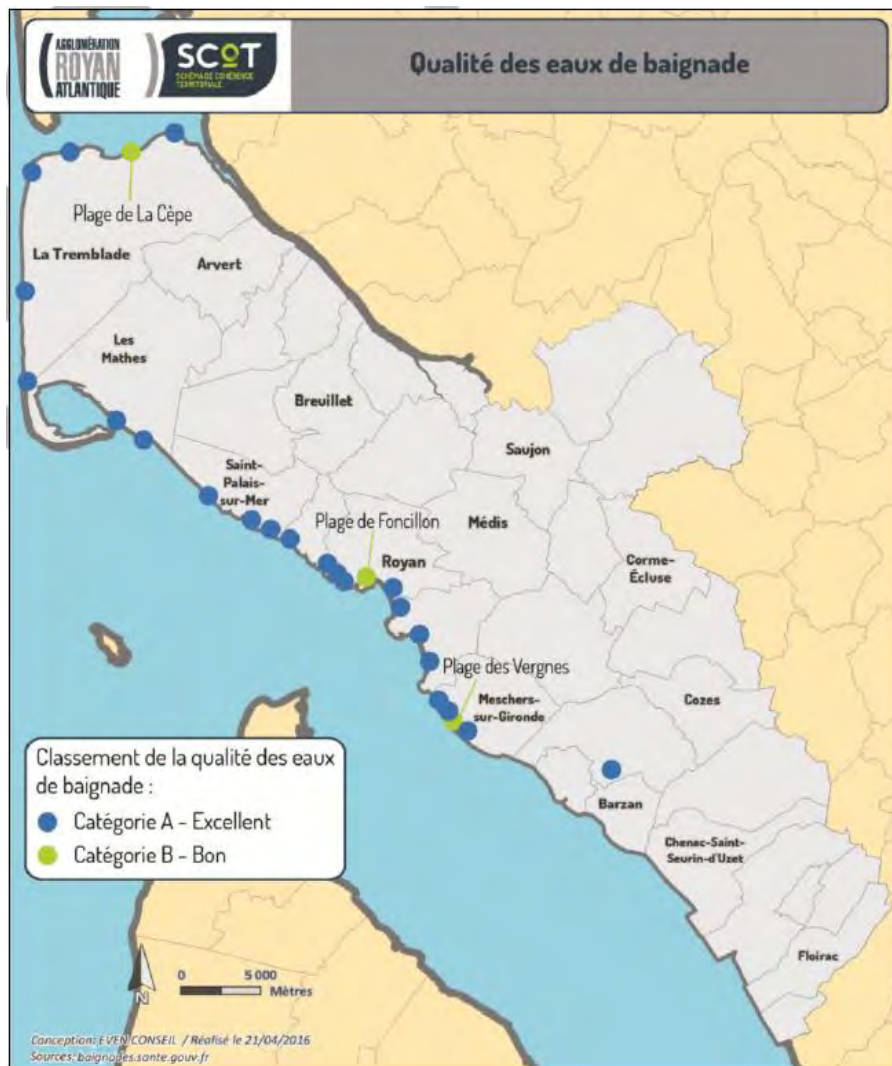 AGGLOMÉRATION
ROYAN
ATLANTIQUE
SCOT
SCHÉMA DE COHÉRENCE
TERRITORIALE
Qualité des eaux de baignade
Plage de La Cèpe
La Tremblade
Arvert
Les
Mathes
Breuillet
Saujon
Saint-
Palais-
sur-Mer
Plage de Foncillon
Médis
Royan
Corme-
Écluse
Plage des Vergnes
Meschers-
sur-Gironde
Cozes
Classement de la qualité des eaux
de baignade :
Catégorie A - Excellent
Catégorie B - Bon
Barzan
Chenac-Saint-
Seurin-d'Uzet
Floirac
N
0 5 000
Mètres
Conception: EVEN CONSEIL / Réalisé le 21/04/2016
Sources: baignades.sante.gouv.fr